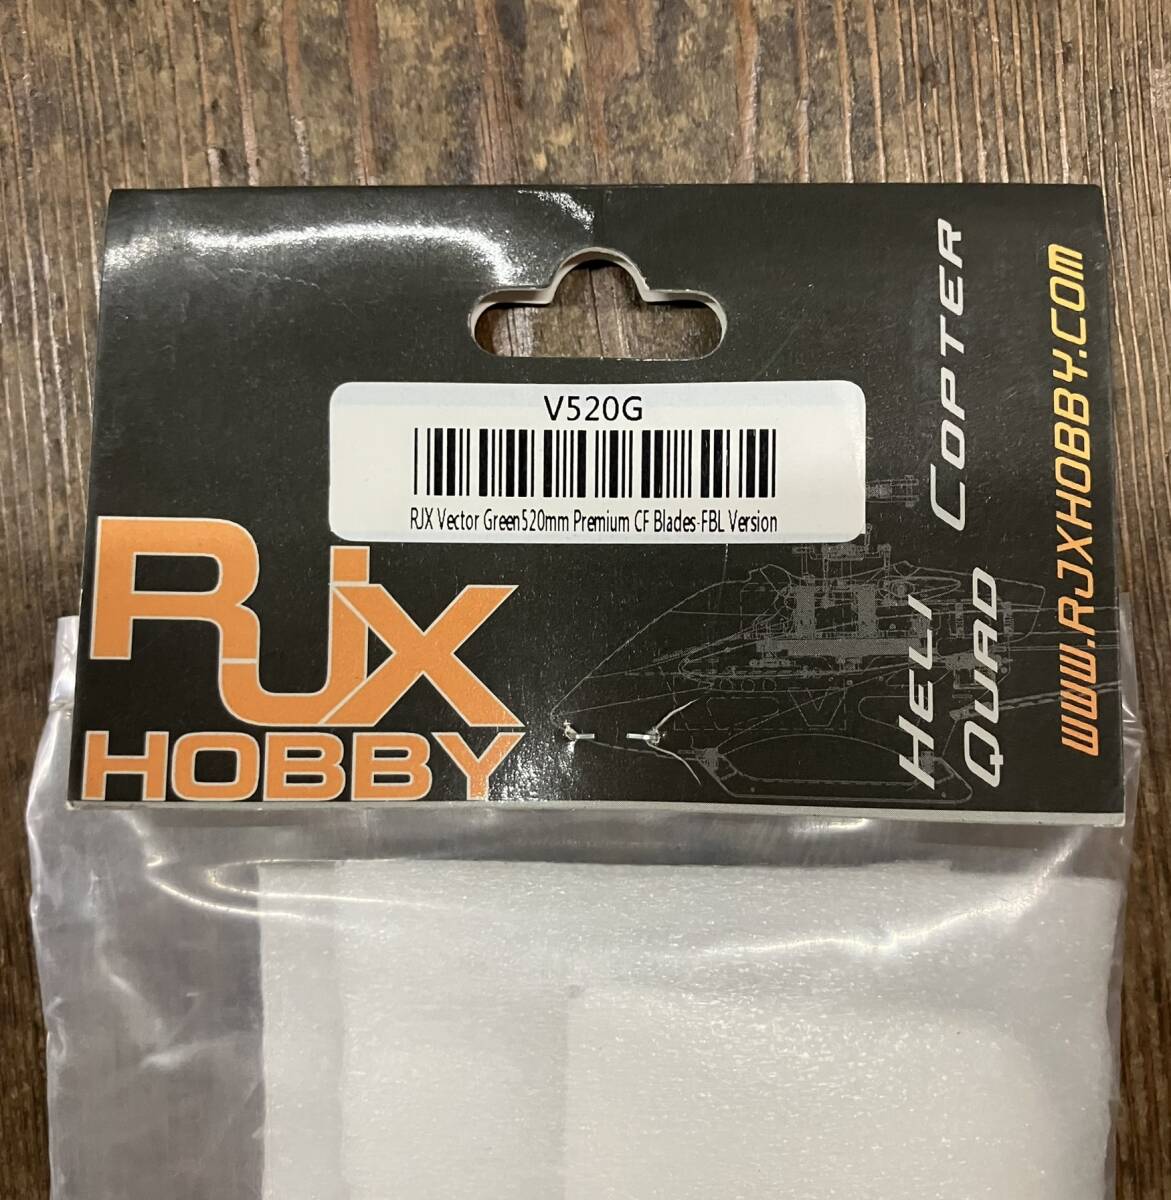 V520G
RJX Vector Green520mm Premium CF Blades-FBL Version
RJX
HOBBY
HELI COPTER
QUAD
WWW.RJXHOBBY.COM